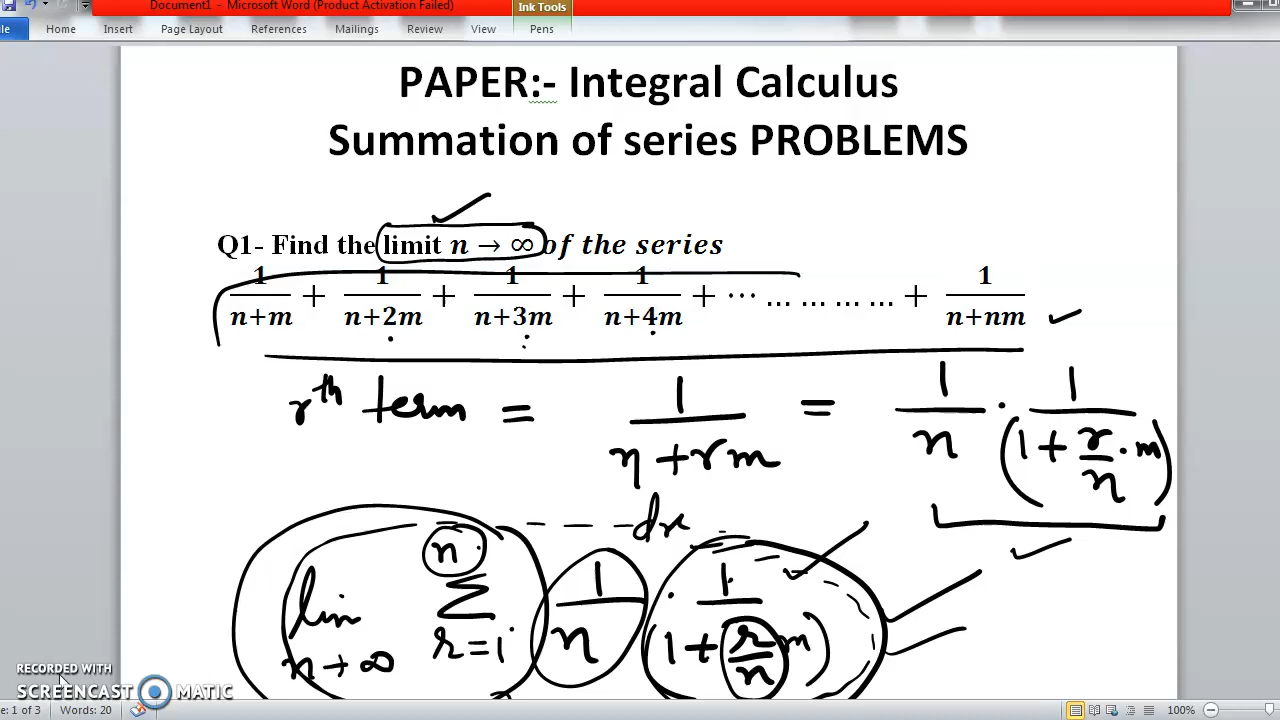 Document1 - Microsoft Word (Product Activation Failed)
Ink Tools
Home Insert Page Layout References Mailings Review View Pens
PAPER:- Integral Calculus
Summation of series PROBLEMS
Q1- Find the limit n → ∞ of the series
1/(n+m) + 1/(n+2m) + 1/(n+3m) + 1/(n+4m) + ⋯ … … … … + 1/(n+nm)
rth term = 1/(n+rm) = 1/n · 1/(1+r/n·m)
dx
lim n→∞ n Σ r=1 1/n · 1/(1+r/n m)
RECORDED WITH
SCREENCAST MATIC
e: 1 of 3 Words: 20 100%